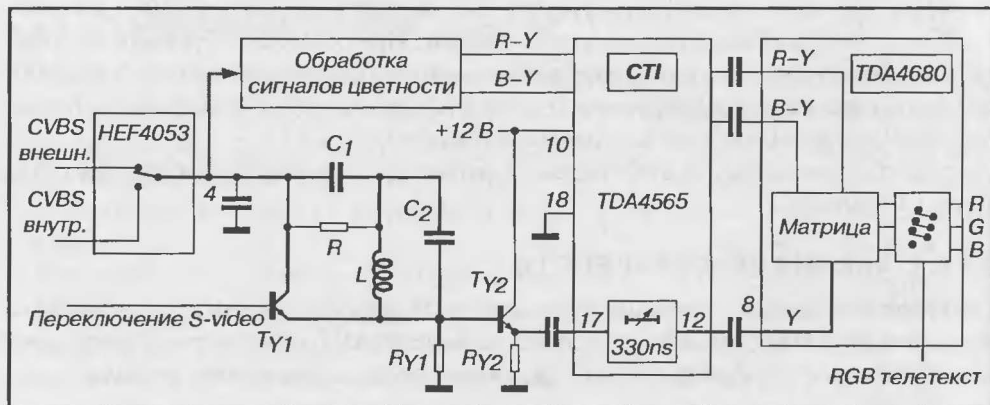 R–Y
R–Y
Обработка
сигналов цветности
CTI
TDA4680
B–Y
B–Y
CVBS
внешн.
HEF4053
+12 В
10
C1
4
C2
18
TDA4565
CVBS
внутр.
R
Матрица
R
G
B
L
TY2
Переключение S-video
17
12
8
Y
TY1
RY1
RY2
330ns
RGB телетекст